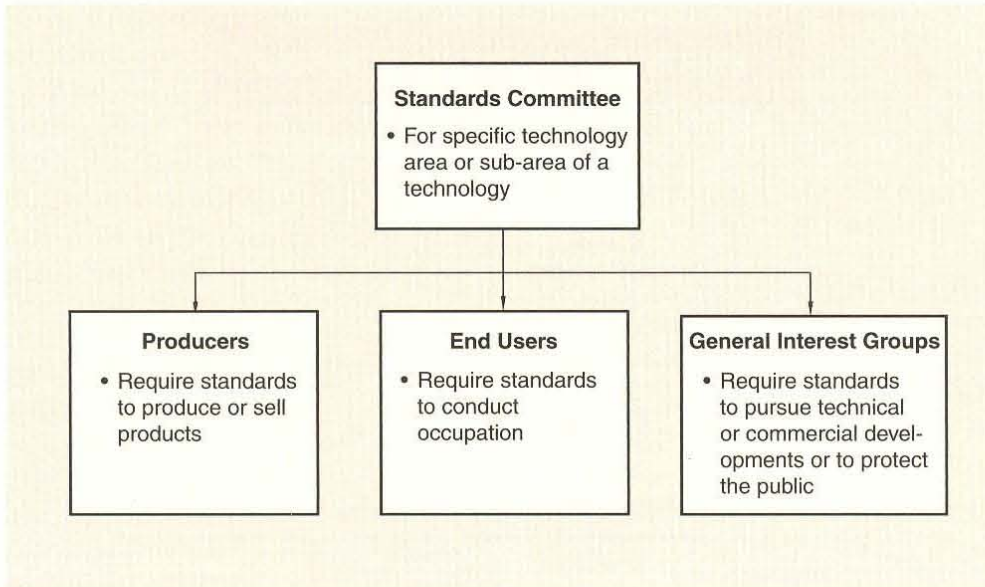 Standards Committee
• For specific technology
area or sub-area of a
technology
Producers
• Require standards
to produce or sell
products
End Users
• Require standards
to conduct
occupation
General Interest Groups
• Require standards
to pursue technical
or commercial devel-
opments or to protect
the public